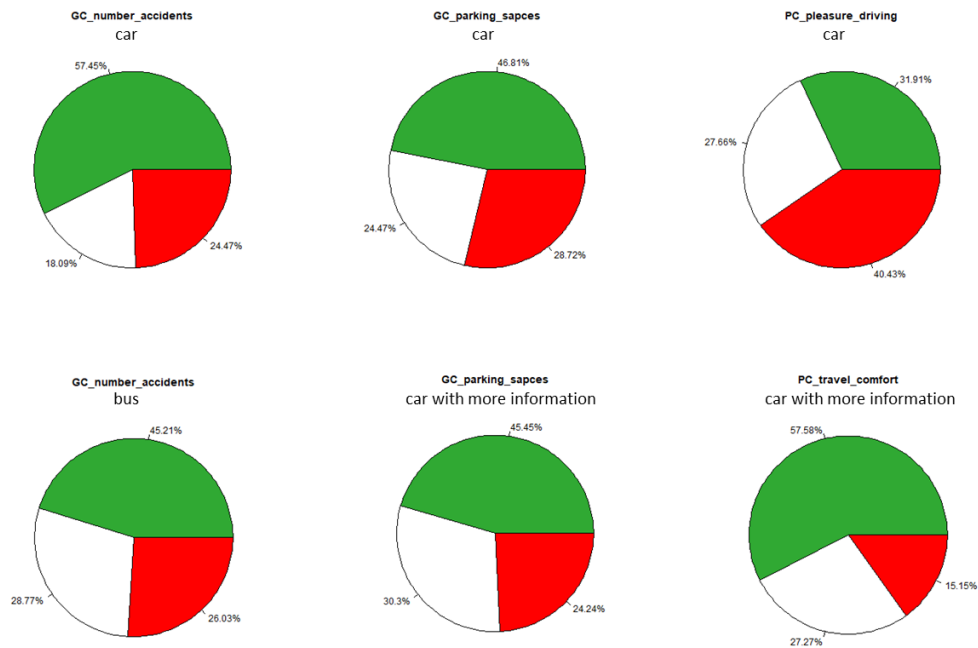 GC_number_accidents
car
57.45%
18.09%
24.47%
GC_parking_sapces
car
46.81%
24.47%
28.72%
PC_pleasure_driving
car
31.91%
27.66%
40.43%
GC_number_accidents
bus
45.21%
28.77%
26.03%
GC_parking_sapces
car with more information
45.45%
30.3%
24.24%
PC_travel_comfort
car with more information
57.58%
15.15%
27.27%